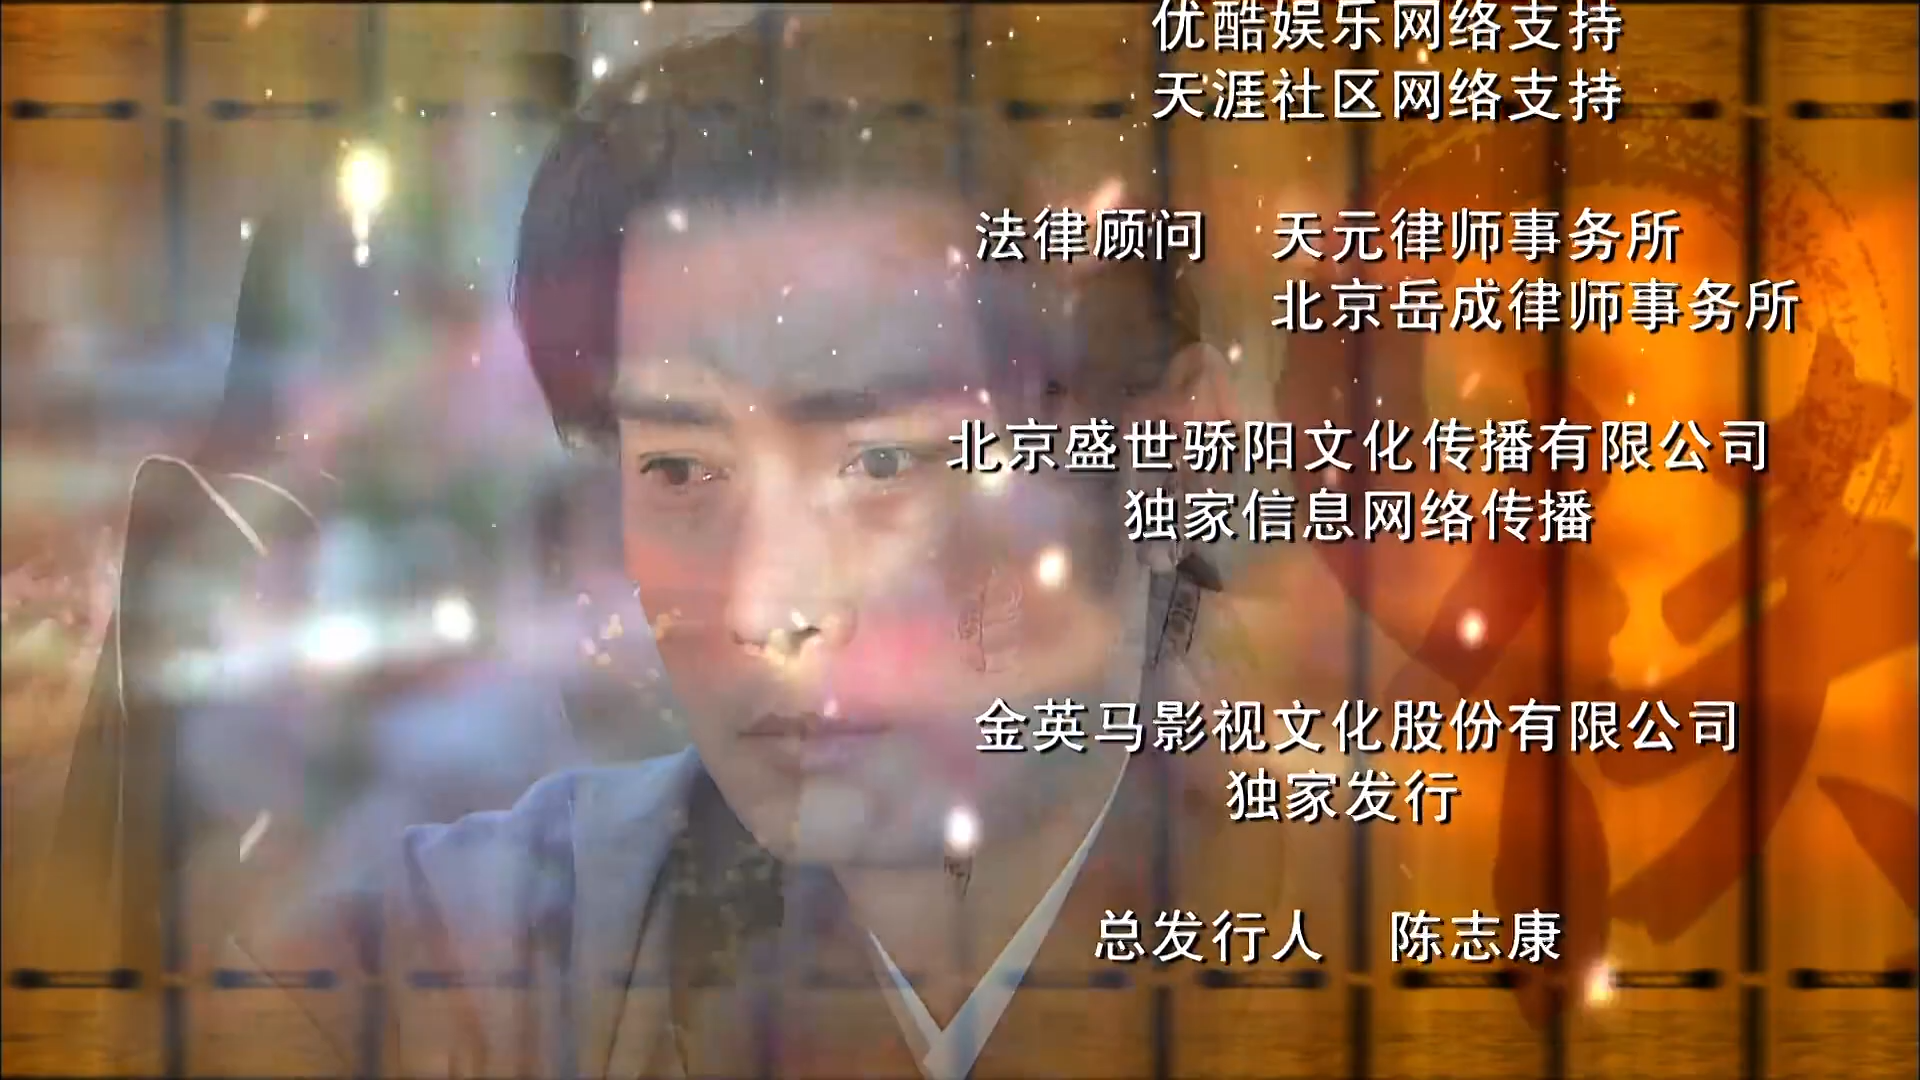 优酷娱乐网络支持
天涯社区网络支持
法律顾问 天元律师事务所
北京岳成律师事务所
北京盛世骄阳文化传播有限公司
独家信息网络传播
金英马影视文化股份有限公司
独家发行
总发行人 陈志康